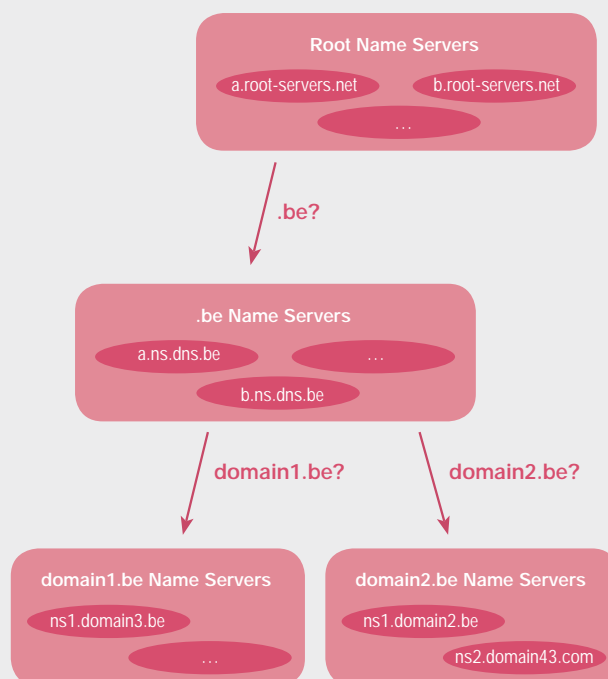 Root Name Servers
a.root-servers.net
b.root-servers.net
...
.be?
.be Name Servers
a.ns.dns.be
...
b.ns.dns.be
domain1.be?
domain2.be?
domain1.be Name Servers
ns1.domain3.be
...
domain2.be Name Servers
ns1.domain2.be
ns2.domain43.com